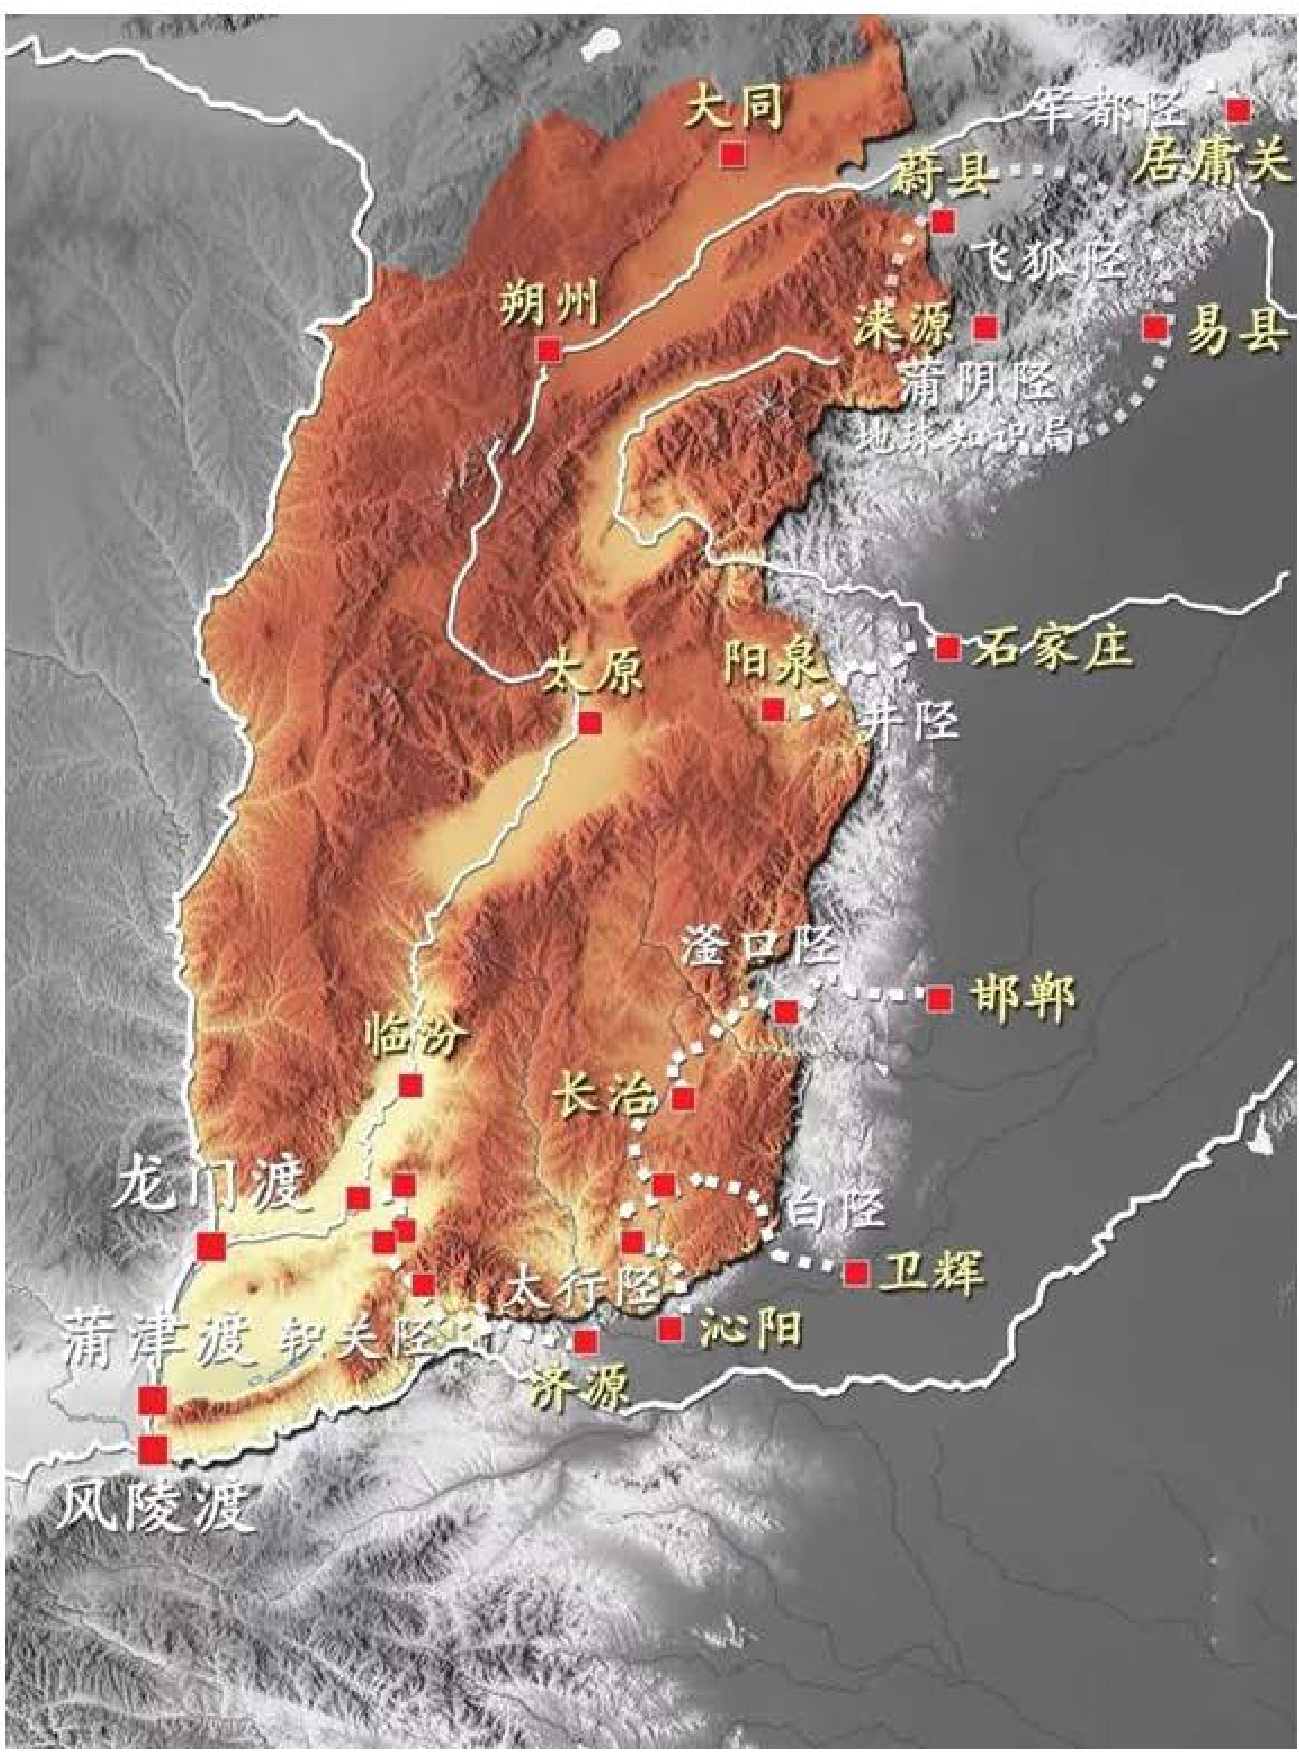 大同
军都陉
居庸关
蔚县
飞狐陉
朔州
涞源
易县
蒲阴陉
地球知识局
太原
阳泉
石家庄
井陉
滏口陉
邯郸
临汾
长治
龙门渡
白陉
卫辉
太行陉
蒲津渡
轵关陉
沁阳
济源
风陵渡